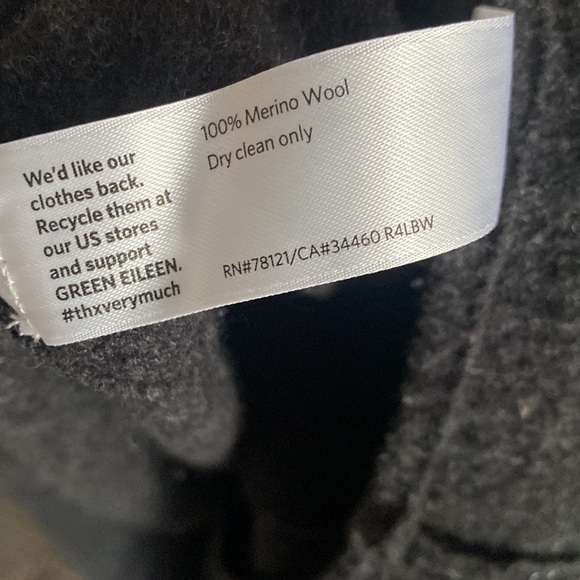 We'd like our
clothes back.
Recycle them at
our US stores
and support
GREEN EILEEN.
#thxverymuch
100% Merino Wool
Dry clean only
RN#78121/CA#34460 R4LBW